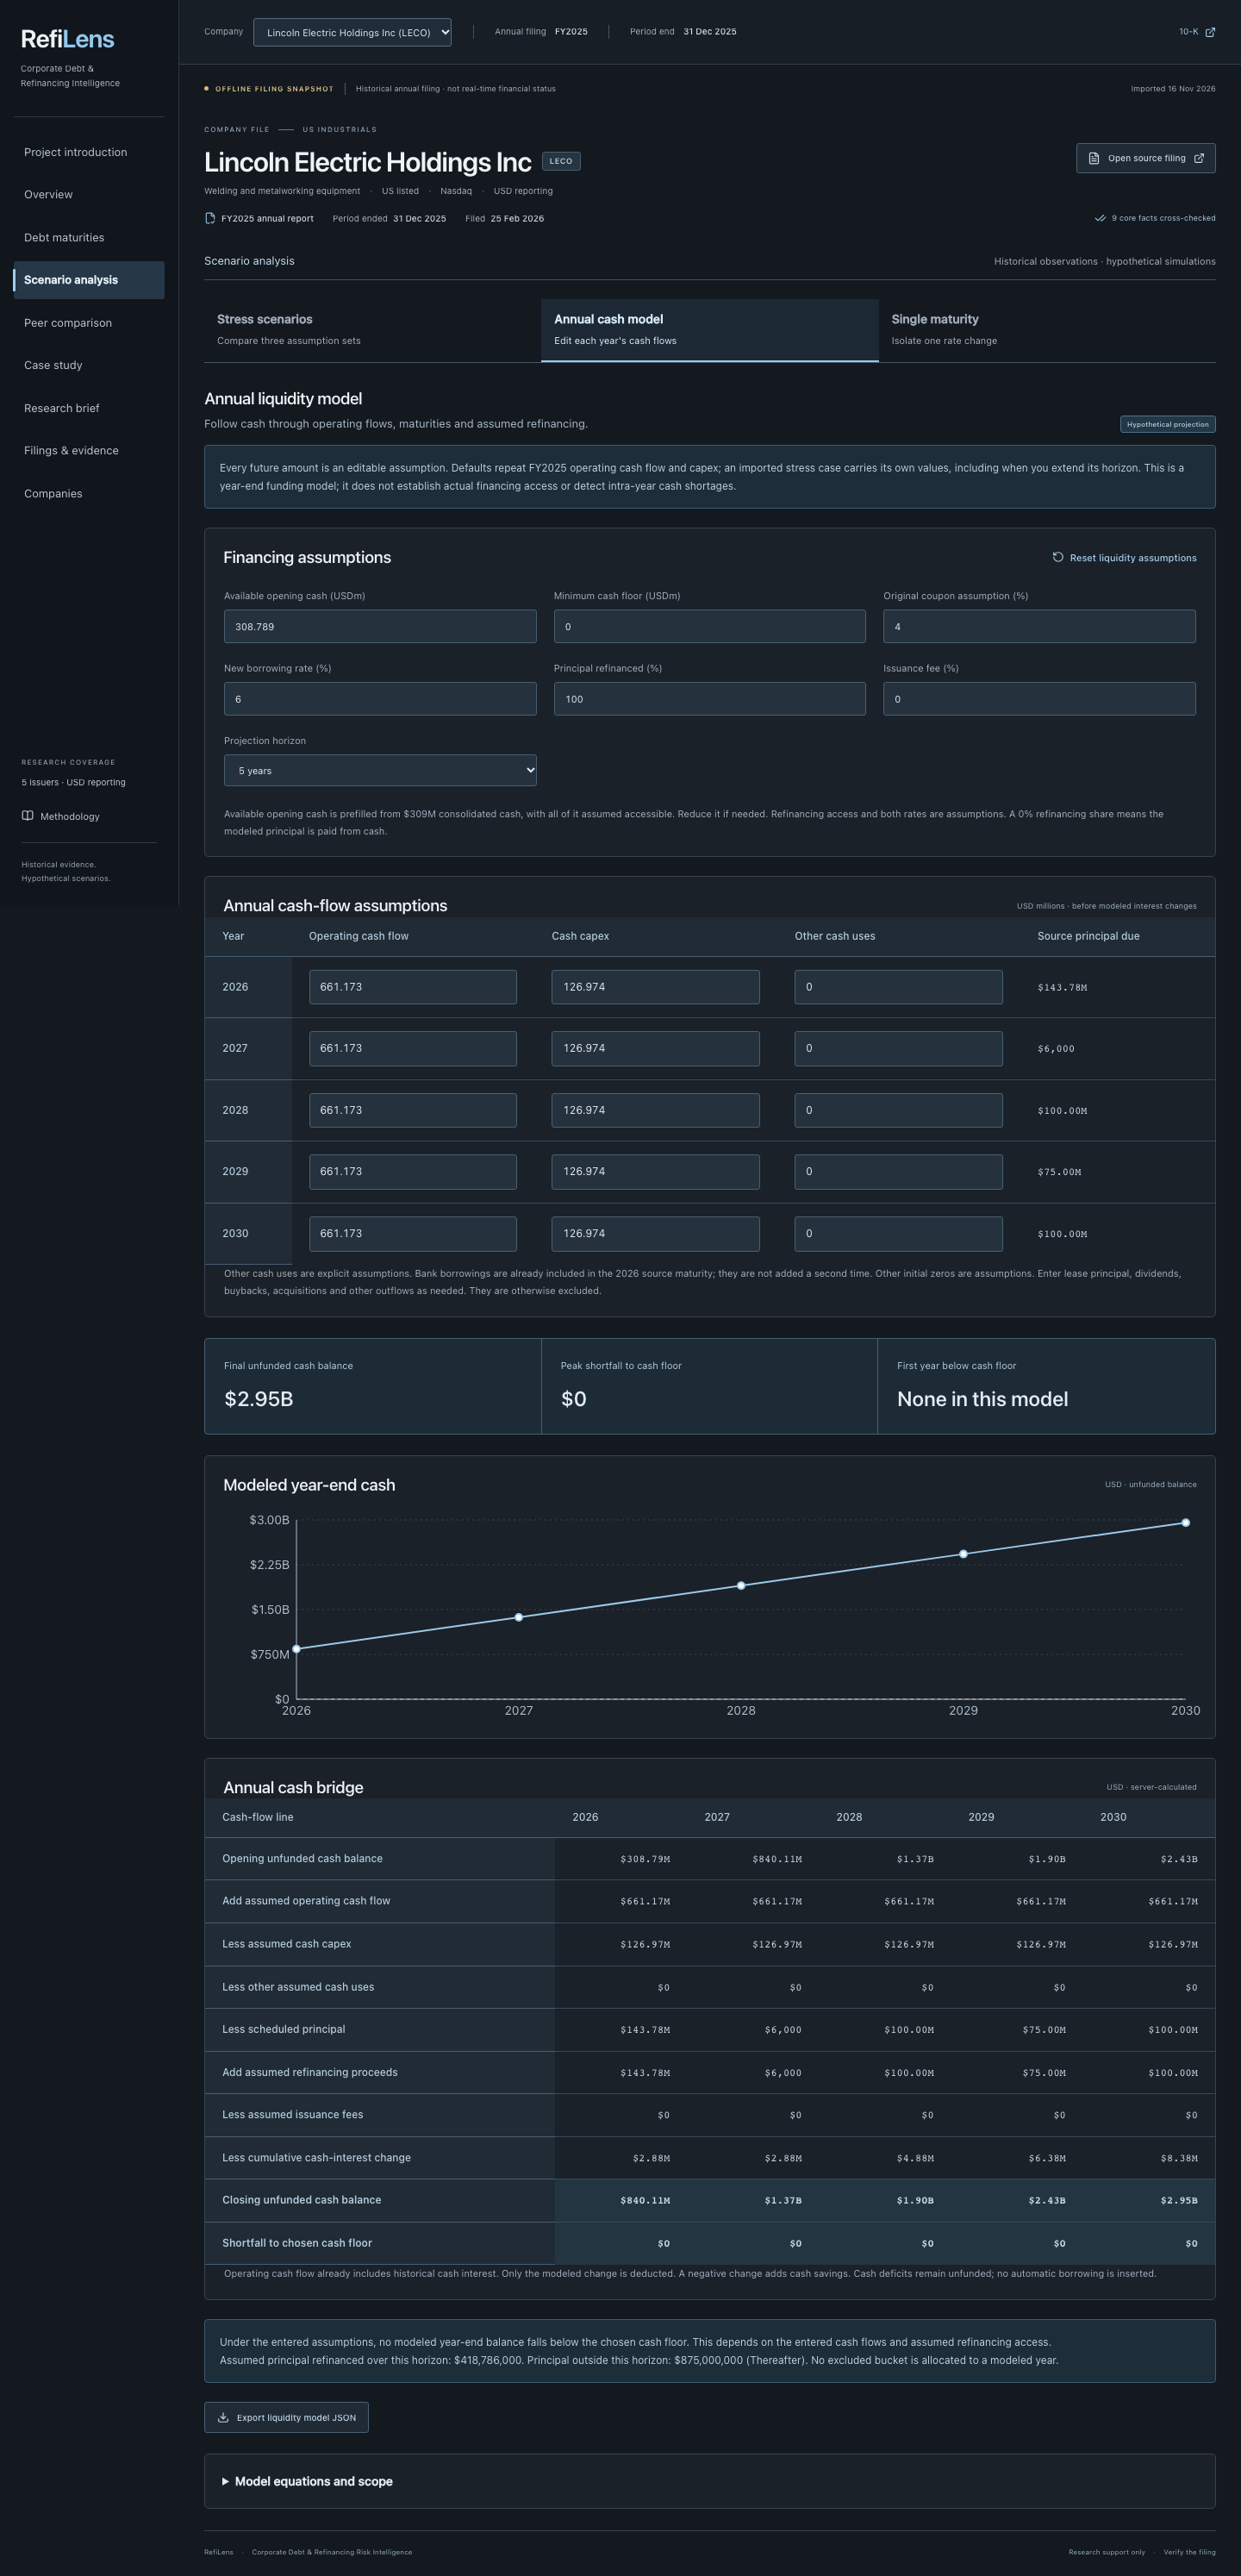 RefiLens
Corporate Debt &
Refinancing Intelligence
Project introduction
Overview
Debt maturities
Scenario analysis
Peer comparison
Case study
Research brief
Filings & evidence
Companies
RESEARCH COVERAGE
5 issuers · USD reporting
Methodology
Historical evidence.
Hypothetical scenarios.
Company Lincoln Electric Holdings Inc (LECO) Annual filing FY2025 Period end 31 Dec 2025 10-K
OFFLINE FILING SNAPSHOT Historical annual filing · not real-time financial status Imported 16 Nov 2026
COMPANY FILE — US INDUSTRIALS
Lincoln Electric Holdings Inc LECO Open source filing
Welding and metalworking equipment · US listed · Nasdaq · USD reporting
FY2025 annual report Period ended 31 Dec 2025 Filed 25 Feb 2026 9 core facts cross-checked
Scenario analysis Historical observations · hypothetical simulations
Stress scenarios Annual cash model Single maturity
Compare three assumption sets Edit each year's cash flows Isolate one rate change
Annual liquidity model
Follow cash through operating flows, maturities and assumed refinancing. Hypothetical projection
Every future amount is an editable assumption. Defaults repeat FY2025 operating cash flow and capex; an imported stress case carries its own values, including when you extend its horizon. This is a
year-end funding model; it does not establish actual financing access or detect intra-year cash shortages.
Financing assumptions Reset liquidity assumptions
Available opening cash (USDm) Minimum cash floor (USDm) Original coupon assumption (%)
308.789 0 4
New borrowing rate (%) Principal refinanced (%) Issuance fee (%)
6 100 0
Projection horizon
5 years
Available opening cash is prefilled from $309M consolidated cash, with all of it assumed accessible. Reduce it if needed. Refinancing access and both rates are assumptions. A 0% refinancing share means the
modeled principal is paid from cash.
Annual cash-flow assumptions USD millions · before modeled interest changes
Year Operating cash flow Cash capex Other cash uses Source principal due
2026 661.173 126.974 0 $143.78M
2027 661.173 126.974 0 $6,000
2028 661.173 126.974 0 $100.00M
2029 661.173 126.974 0 $75.00M
2030 661.173 126.974 0 $100.00M
Other cash uses are explicit assumptions. Bank borrowings are already included in the 2026 source maturity; they are not added a second time. Other initial zeros are assumptions. Enter lease principal, dividends,
buybacks, acquisitions and other outflows as needed. They are otherwise excluded.
Final unfunded cash balance Peak shortfall to cash floor First year below cash floor
$2.95B $0 None in this model
Modeled year-end cash USD · unfunded balance
$3.00B
$2.25B
$1.50B
$750M
$0
2026 2027 2028 2029 2030
Annual cash bridge USD · server-calculated
Cash-flow line 2026 2027 2028 2029 2030
Opening unfunded cash balance $308.79M $840.11M $1.37B $1.90B $2.43B
Add assumed operating cash flow $661.17M $661.17M $661.17M $661.17M $661.17M
Less assumed cash capex $126.97M $126.97M $126.97M $126.97M $126.97M
Less other assumed cash uses $0 $0 $0 $0 $0
Less scheduled principal $143.78M $6,000 $100.00M $75.00M $100.00M
Add assumed refinancing proceeds $143.78M $6,000 $100.00M $75.00M $100.00M
Less assumed issuance fees $0 $0 $0 $0 $0
Less cumulative cash-interest change $2.88M $2.88M $4.88M $6.38M $8.38M
Closing unfunded cash balance $840.11M $1.37B $1.90B $2.43B $2.95B
Shortfall to chosen cash floor $0 $0 $0 $0 $0
Operating cash flow already includes historical cash interest. Only the modeled change is deducted. A negative change adds cash savings. Cash deficits remain unfunded; no automatic borrowing is inserted.
Under the entered assumptions, no modeled year-end balance falls below the chosen cash floor. This depends on the entered cash flows and assumed refinancing access.
Assumed principal refinanced over this horizon: $418,786,000. Principal outside this horizon: $875,000,000 (Thereafter). No excluded bucket is allocated to a modeled year.
Export liquidity model JSON
Model equations and scope
RefiLens · Corporate Debt & Refinancing Risk Intelligence Research support only · Verify the filing